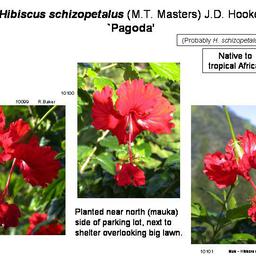 Hibiscus schizopetalus (M.T. Masters) J.D. Hooke
`Pagoda'
(Probably H. schizopetal
Native to
tropical Afric
10099 R.Baker
10100
Planted near north (mauka)
side of parking lot, next to
shelter overlooking big lawn.
10101